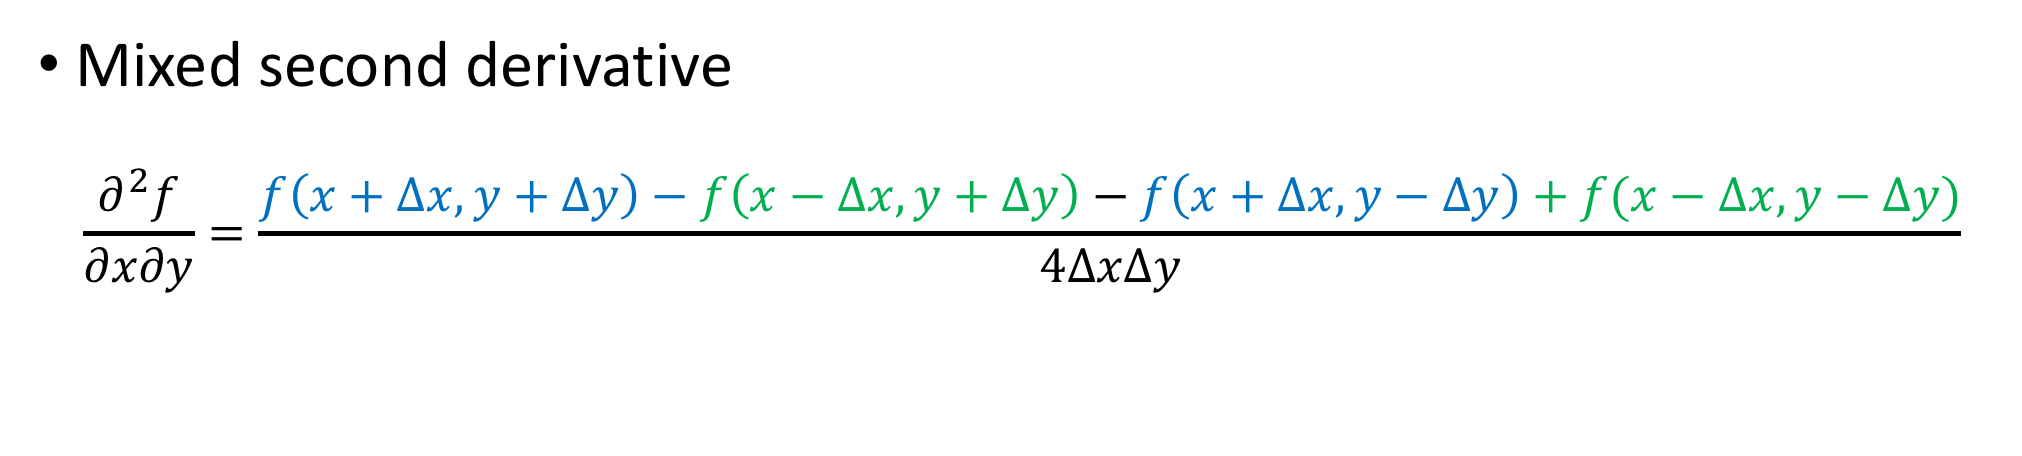 • Mixed second derivative
∂²f/∂x∂y = (f(x + Δx, y + Δy) − f(x − Δx, y + Δy) − f(x + Δx, y − Δy) + f(x − Δx, y − Δy))/4ΔxΔy